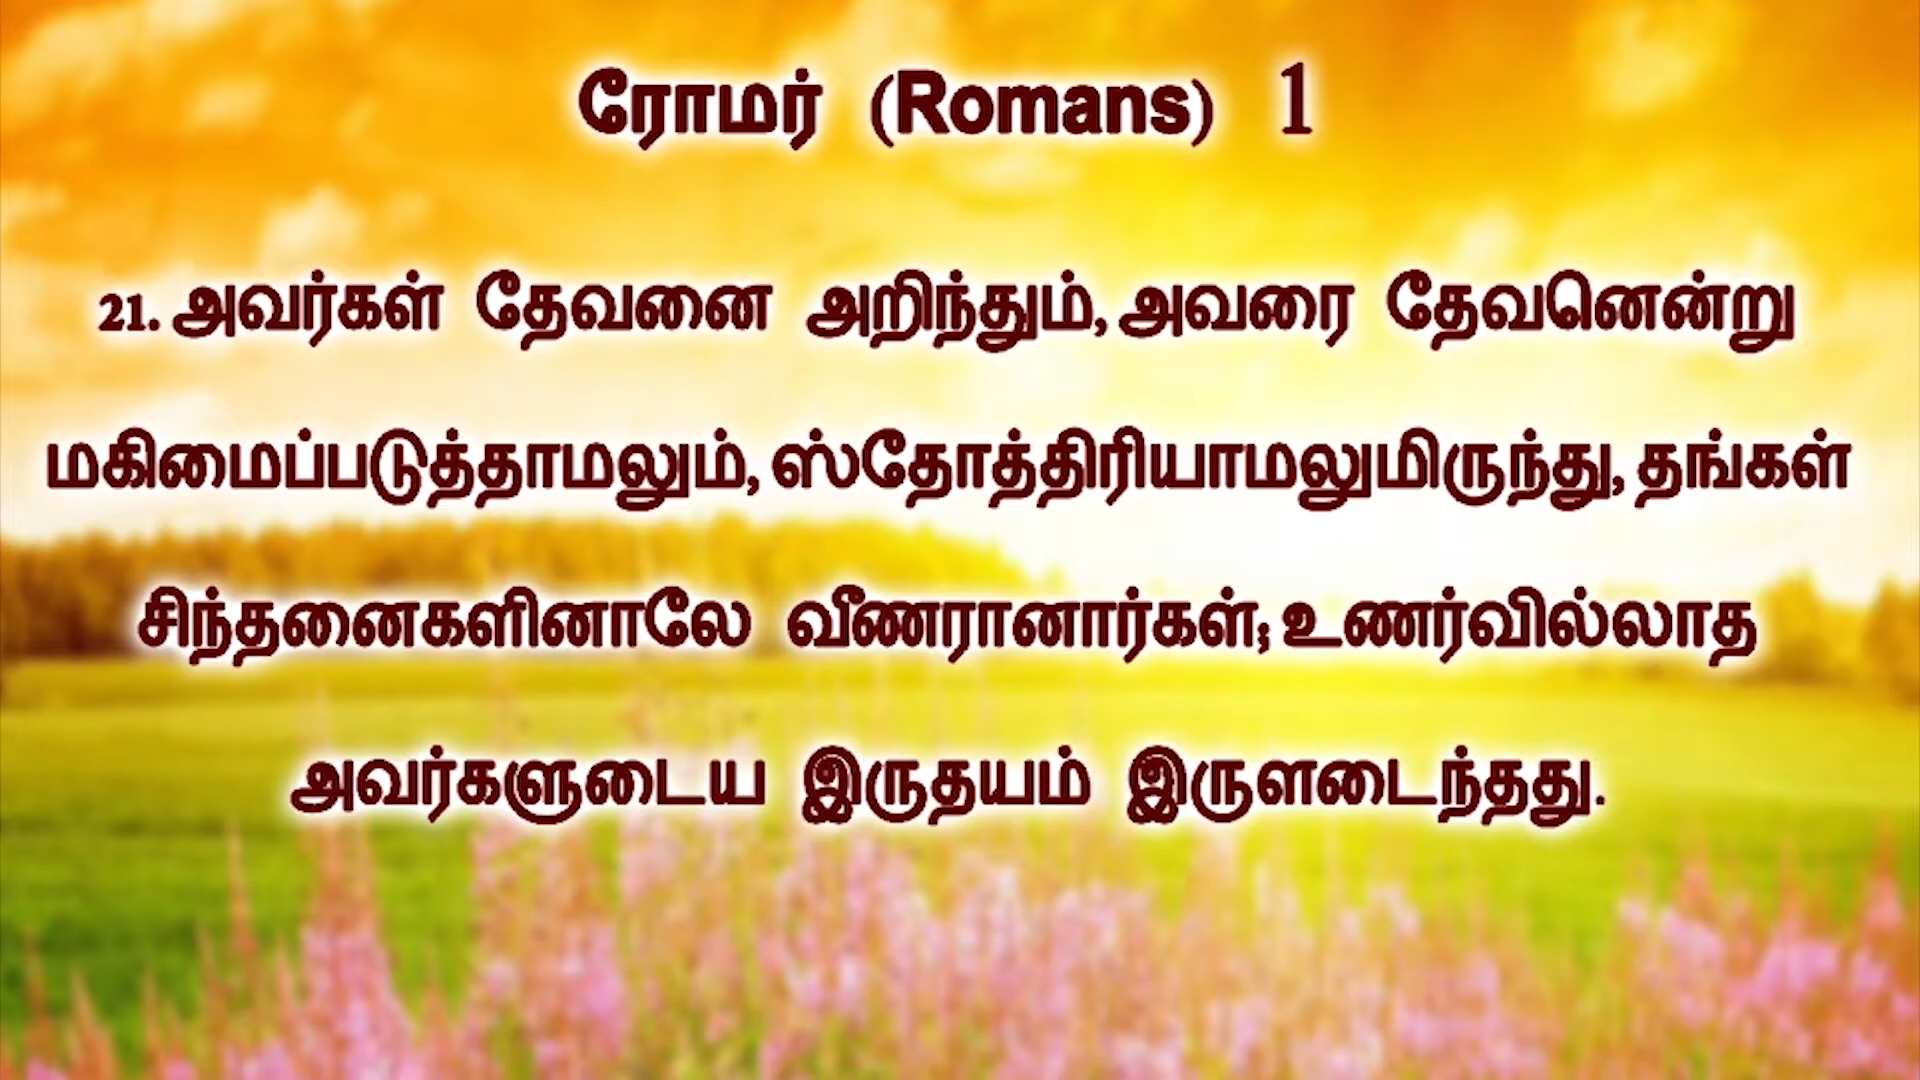 ரோமர் (Romans) 1
21. அவர்கள் தேவனை அறிந்தும், அவரை தேவனென்று
மகிமைப்படுத்தாமலும், ஸ்தோத்திரியாமலுமிருந்து, தங்கள்
சிந்தனைகளினாலே வீணரானார்கள்; உணர்வில்லாத
அவர்களுடைய இருதயம் இருளடைந்தது.